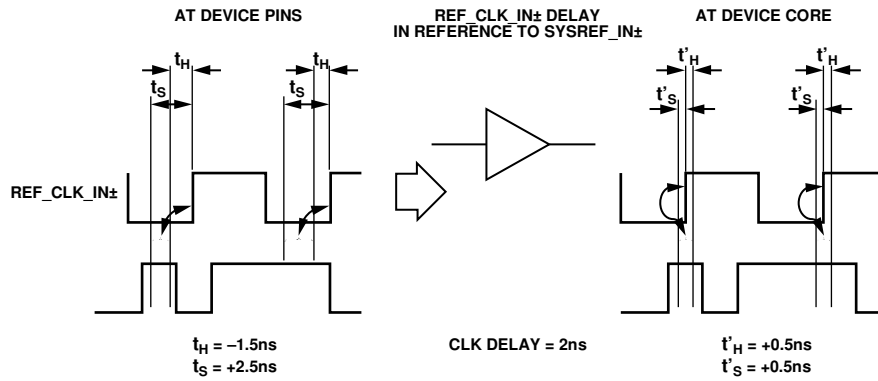 AT DEVICE PINS
REF_CLK_IN± DELAY
IN REFERENCE TO SYSREF_IN±
AT DEVICE CORE
tH
tH
t'H
t'H
tS
tS
t'S
t'S
REF_CLK_IN±
tH = –1.5ns
tS = +2.5ns
CLK DELAY = 2ns
t'H = +0.5ns
t'S = +0.5ns